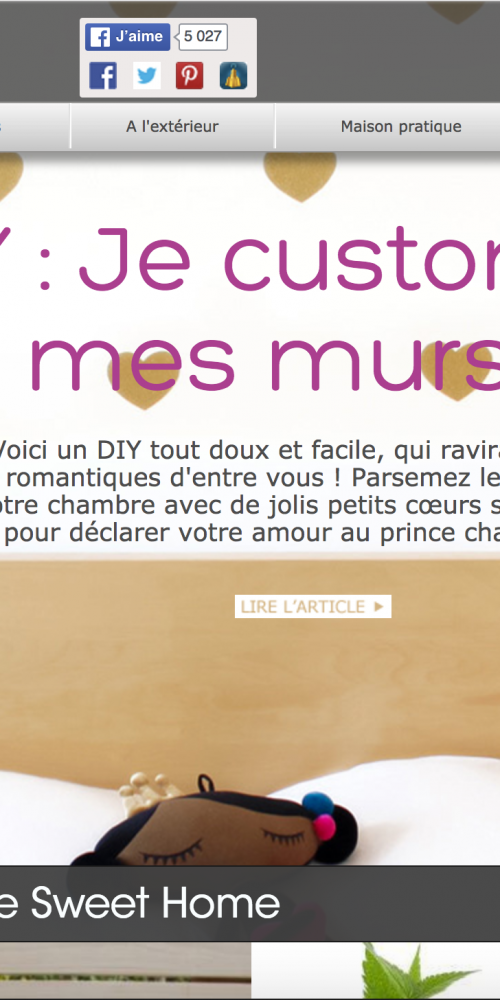 J'aime 5 027
A l'extérieur Maison pratique
: Je custo
mes murs
Voici un DIY tout doux et facile, qui ravir
romantiques d'entre vous ! Parsemez le
otre chambre avec de jolis petits cœurs s
pour déclarer votre amour au prince cha
LIRE L'ARTICLE
e Sweet Home